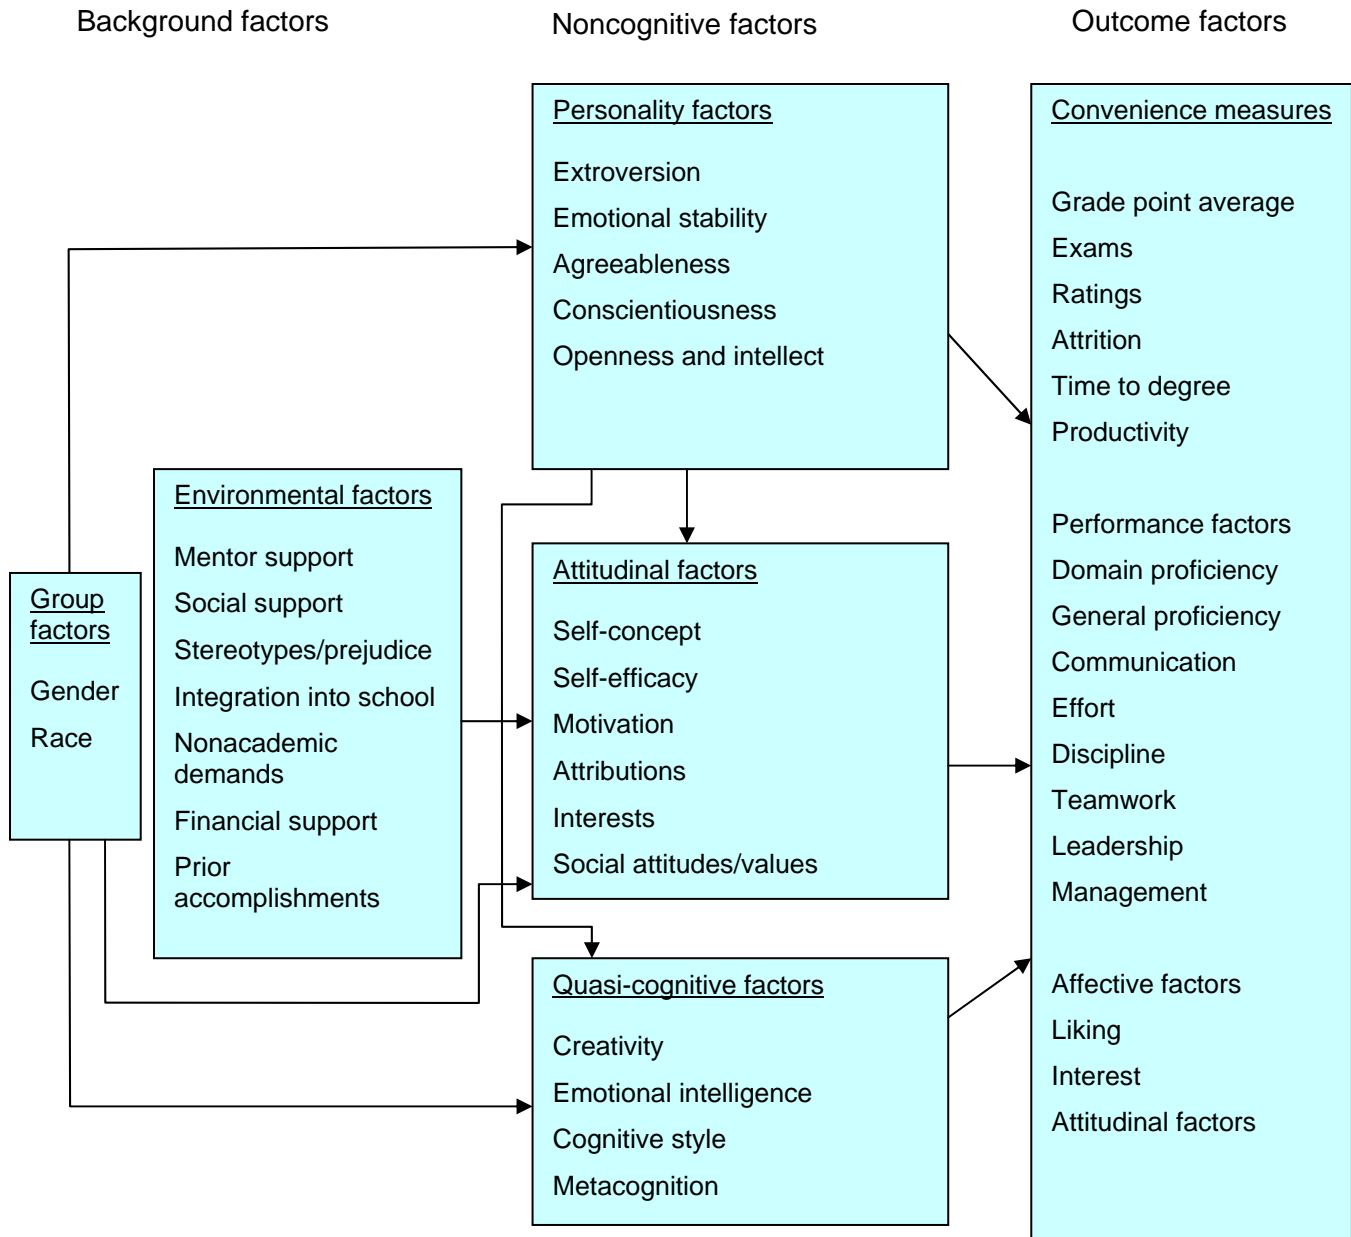 Background factors
Noncognitive factors
Outcome factors
Personality factors
Extroversion
Emotional stability
Agreeableness
Conscientiousness
Openness and intellect
Convenience measures
Grade point average
Exams
Ratings
Attrition
Time to degree
Productivity
Performance factors
Domain proficiency
General proficiency
Communication
Effort
Discipline
Teamwork
Leadership
Management
Affective factors
Liking
Interest
Attitudinal factors
Group
factors
Gender
Race
Environmental factors
Mentor support
Social support
Stereotypes/prejudice
Integration into school
Nonacademic
demands
Financial support
Prior
accomplishments
Attitudinal factors
Self-concept
Self-efficacy
Motivation
Attributions
Interests
Social attitudes/values
Quasi-cognitive factors
Creativity
Emotional intelligence
Cognitive style
Metacognition